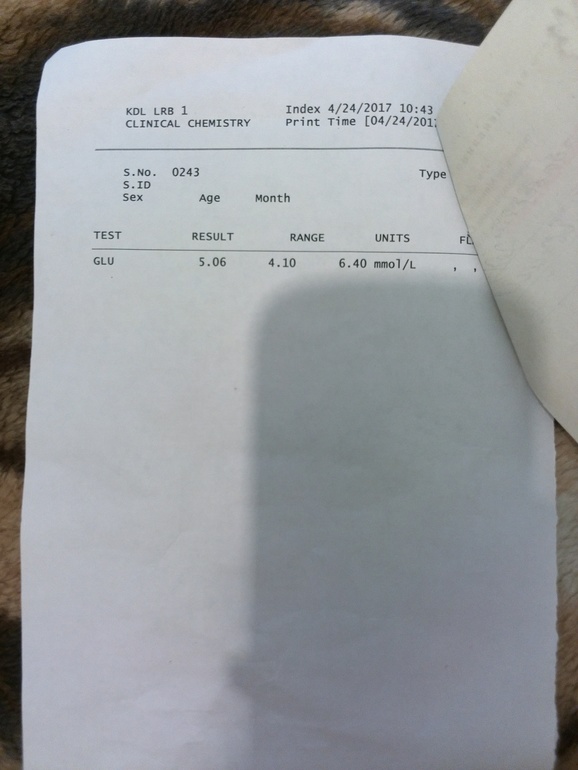 KDL LRB 1 Index 4/24/2017 10:43
CLINICAL CHEMISTRY Print Time [04/24/201
S.No. 0243 Type
S.ID
Sex Age Month
TEST RESULT RANGE UNITS
GLU 5.06 4.10 6.40 mmol/L , ,